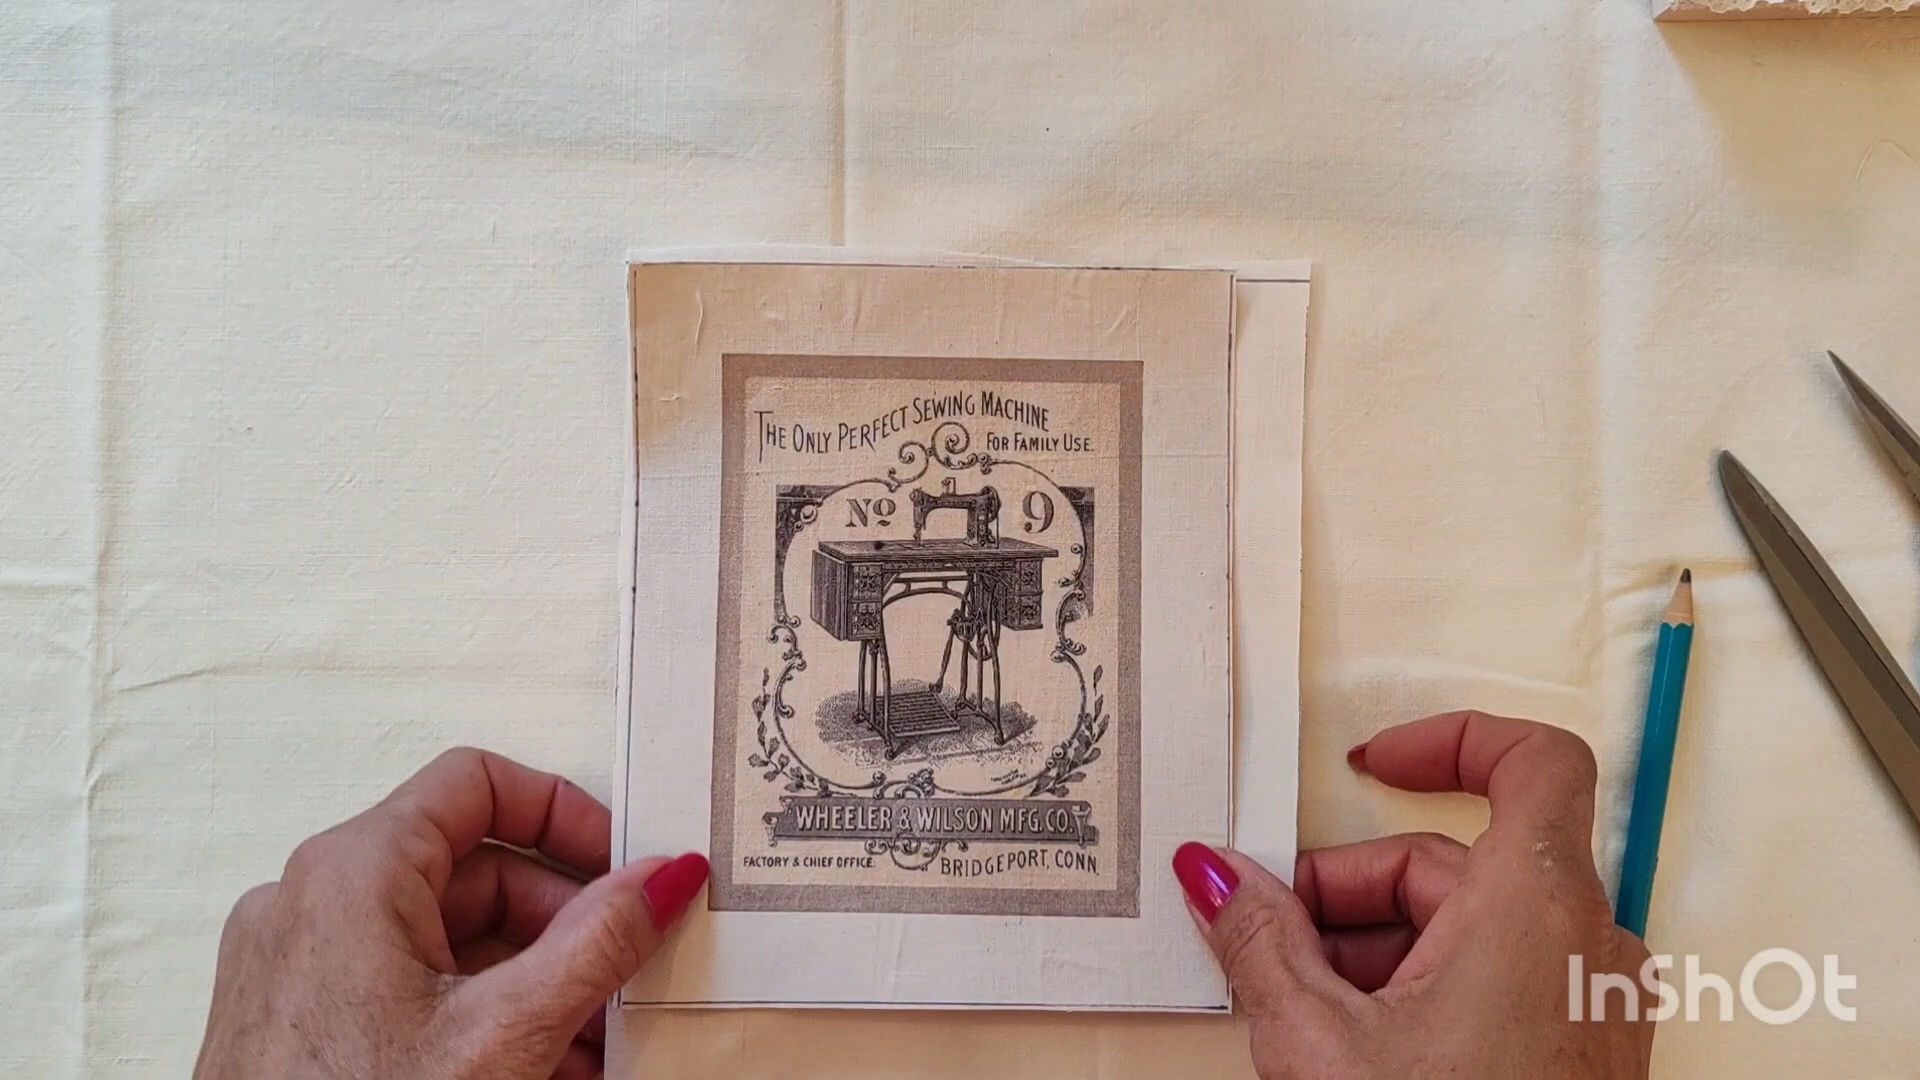 THE ONLY PERFECT SEWING MACHINE
FOR FAMILY USE.
No 9
WHEELER & WILSON MFG. CO.
FACTORY & CHIEF OFFICE: BRIDGEPORT, CONN.
InShOt